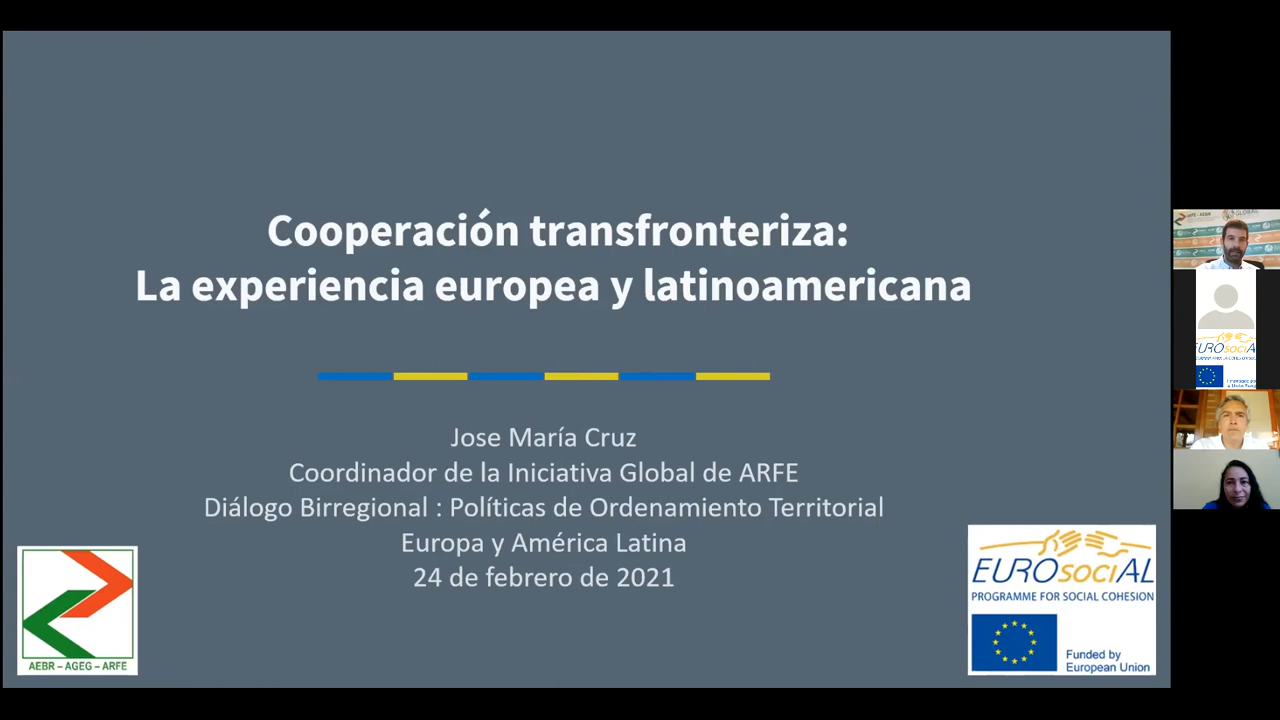 Cooperación transfronteriza:
La experiencia europea y latinoamericana
Jose María Cruz
Coordinador de la Iniciativa Global de ARFE
Diálogo Birregional : Políticas de Ordenamiento Territorial
Europa y América Latina
24 de febrero de 2021
AEBR – AGEG – ARFE
EUROsociAL
PROGRAMME FOR SOCIAL COHESION
Funded by
European Union